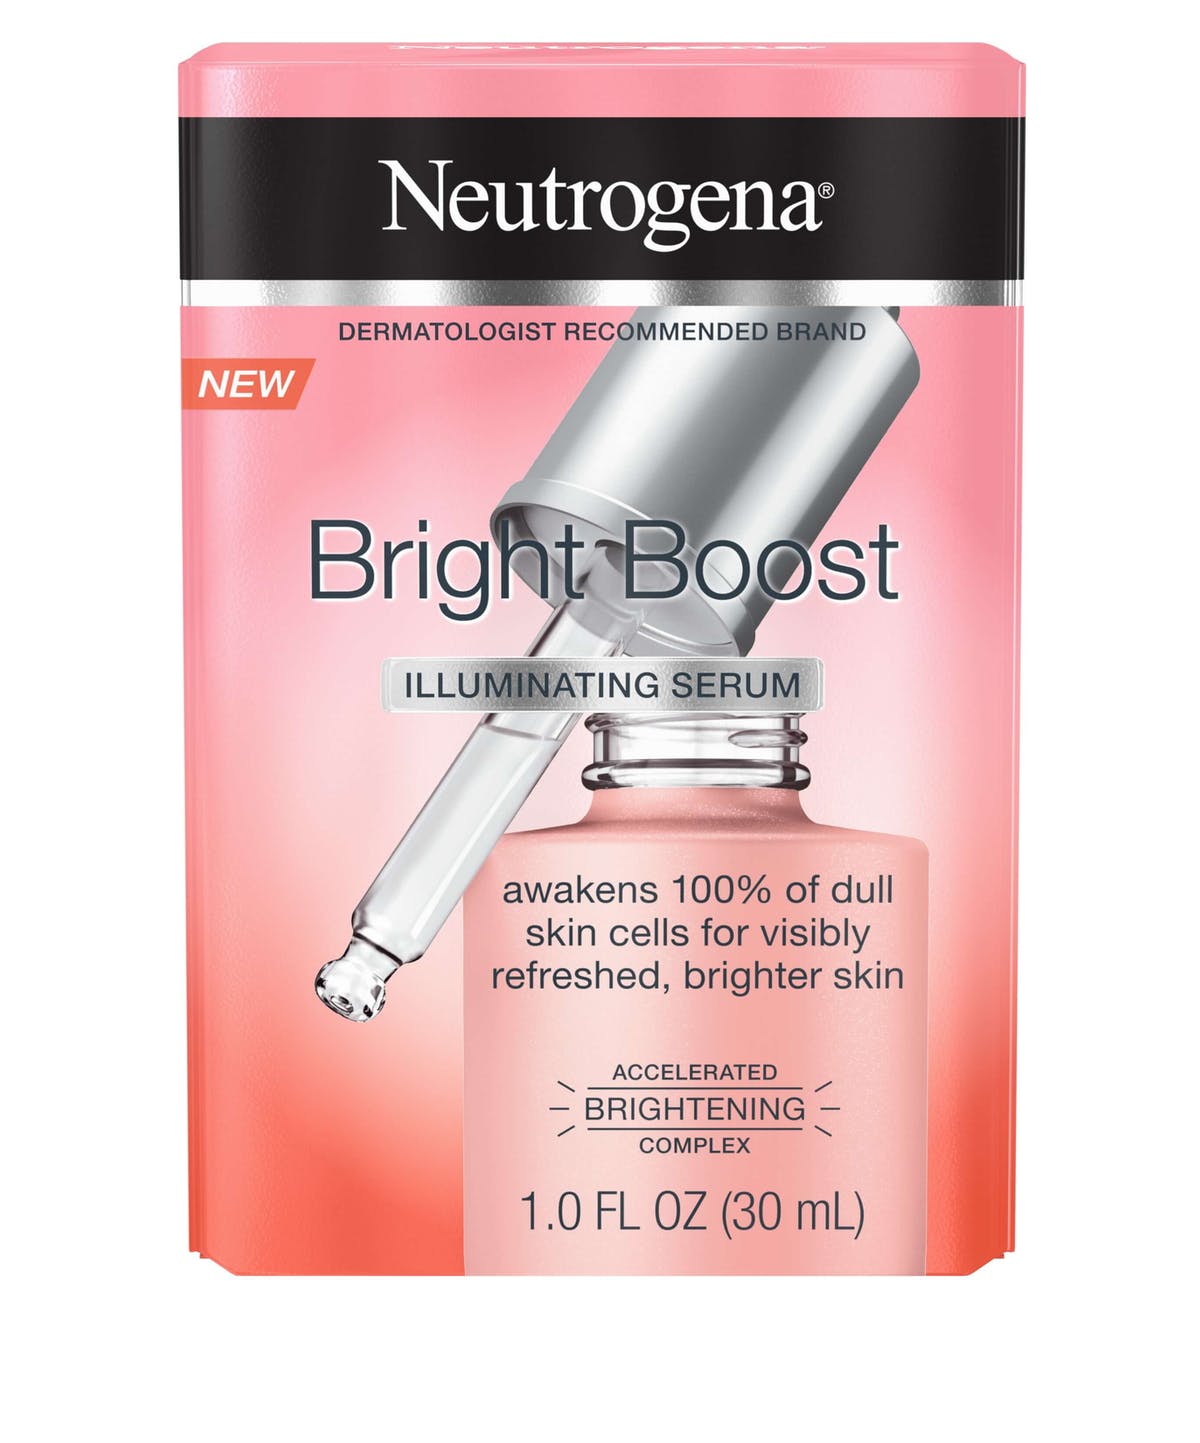 Neutrogena®
DERMATOLOGIST RECOMMENDED BRAND
NEW
Bright Boost
ILLUMINATING SERUM
awakens 100% of dull
skin cells for visibly
refreshed, brighter skin
ACCELERATED
BRIGHTENING
COMPLEX
1.0 FL OZ (30 mL)